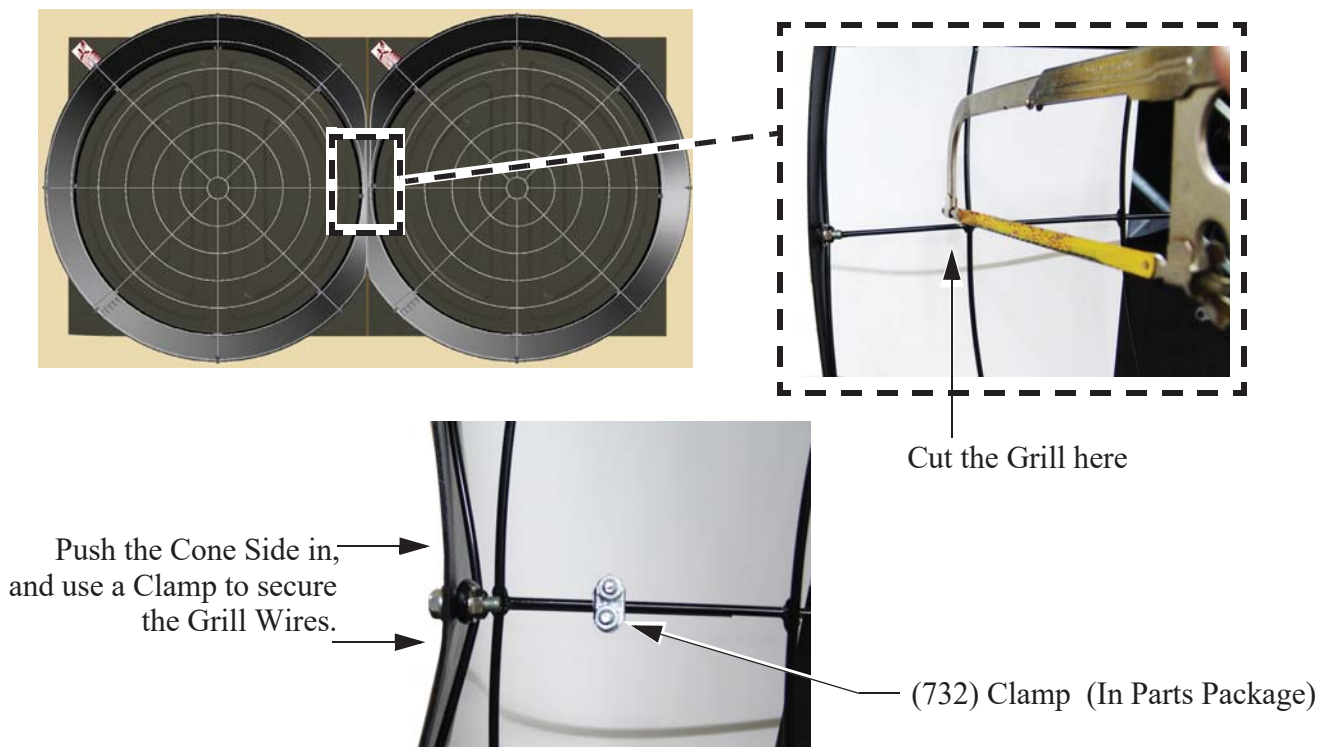 Cut the Grill here
Push the Cone Side in,
and use a Clamp to secure
the Grill Wires.
(732) Clamp (In Parts Package)